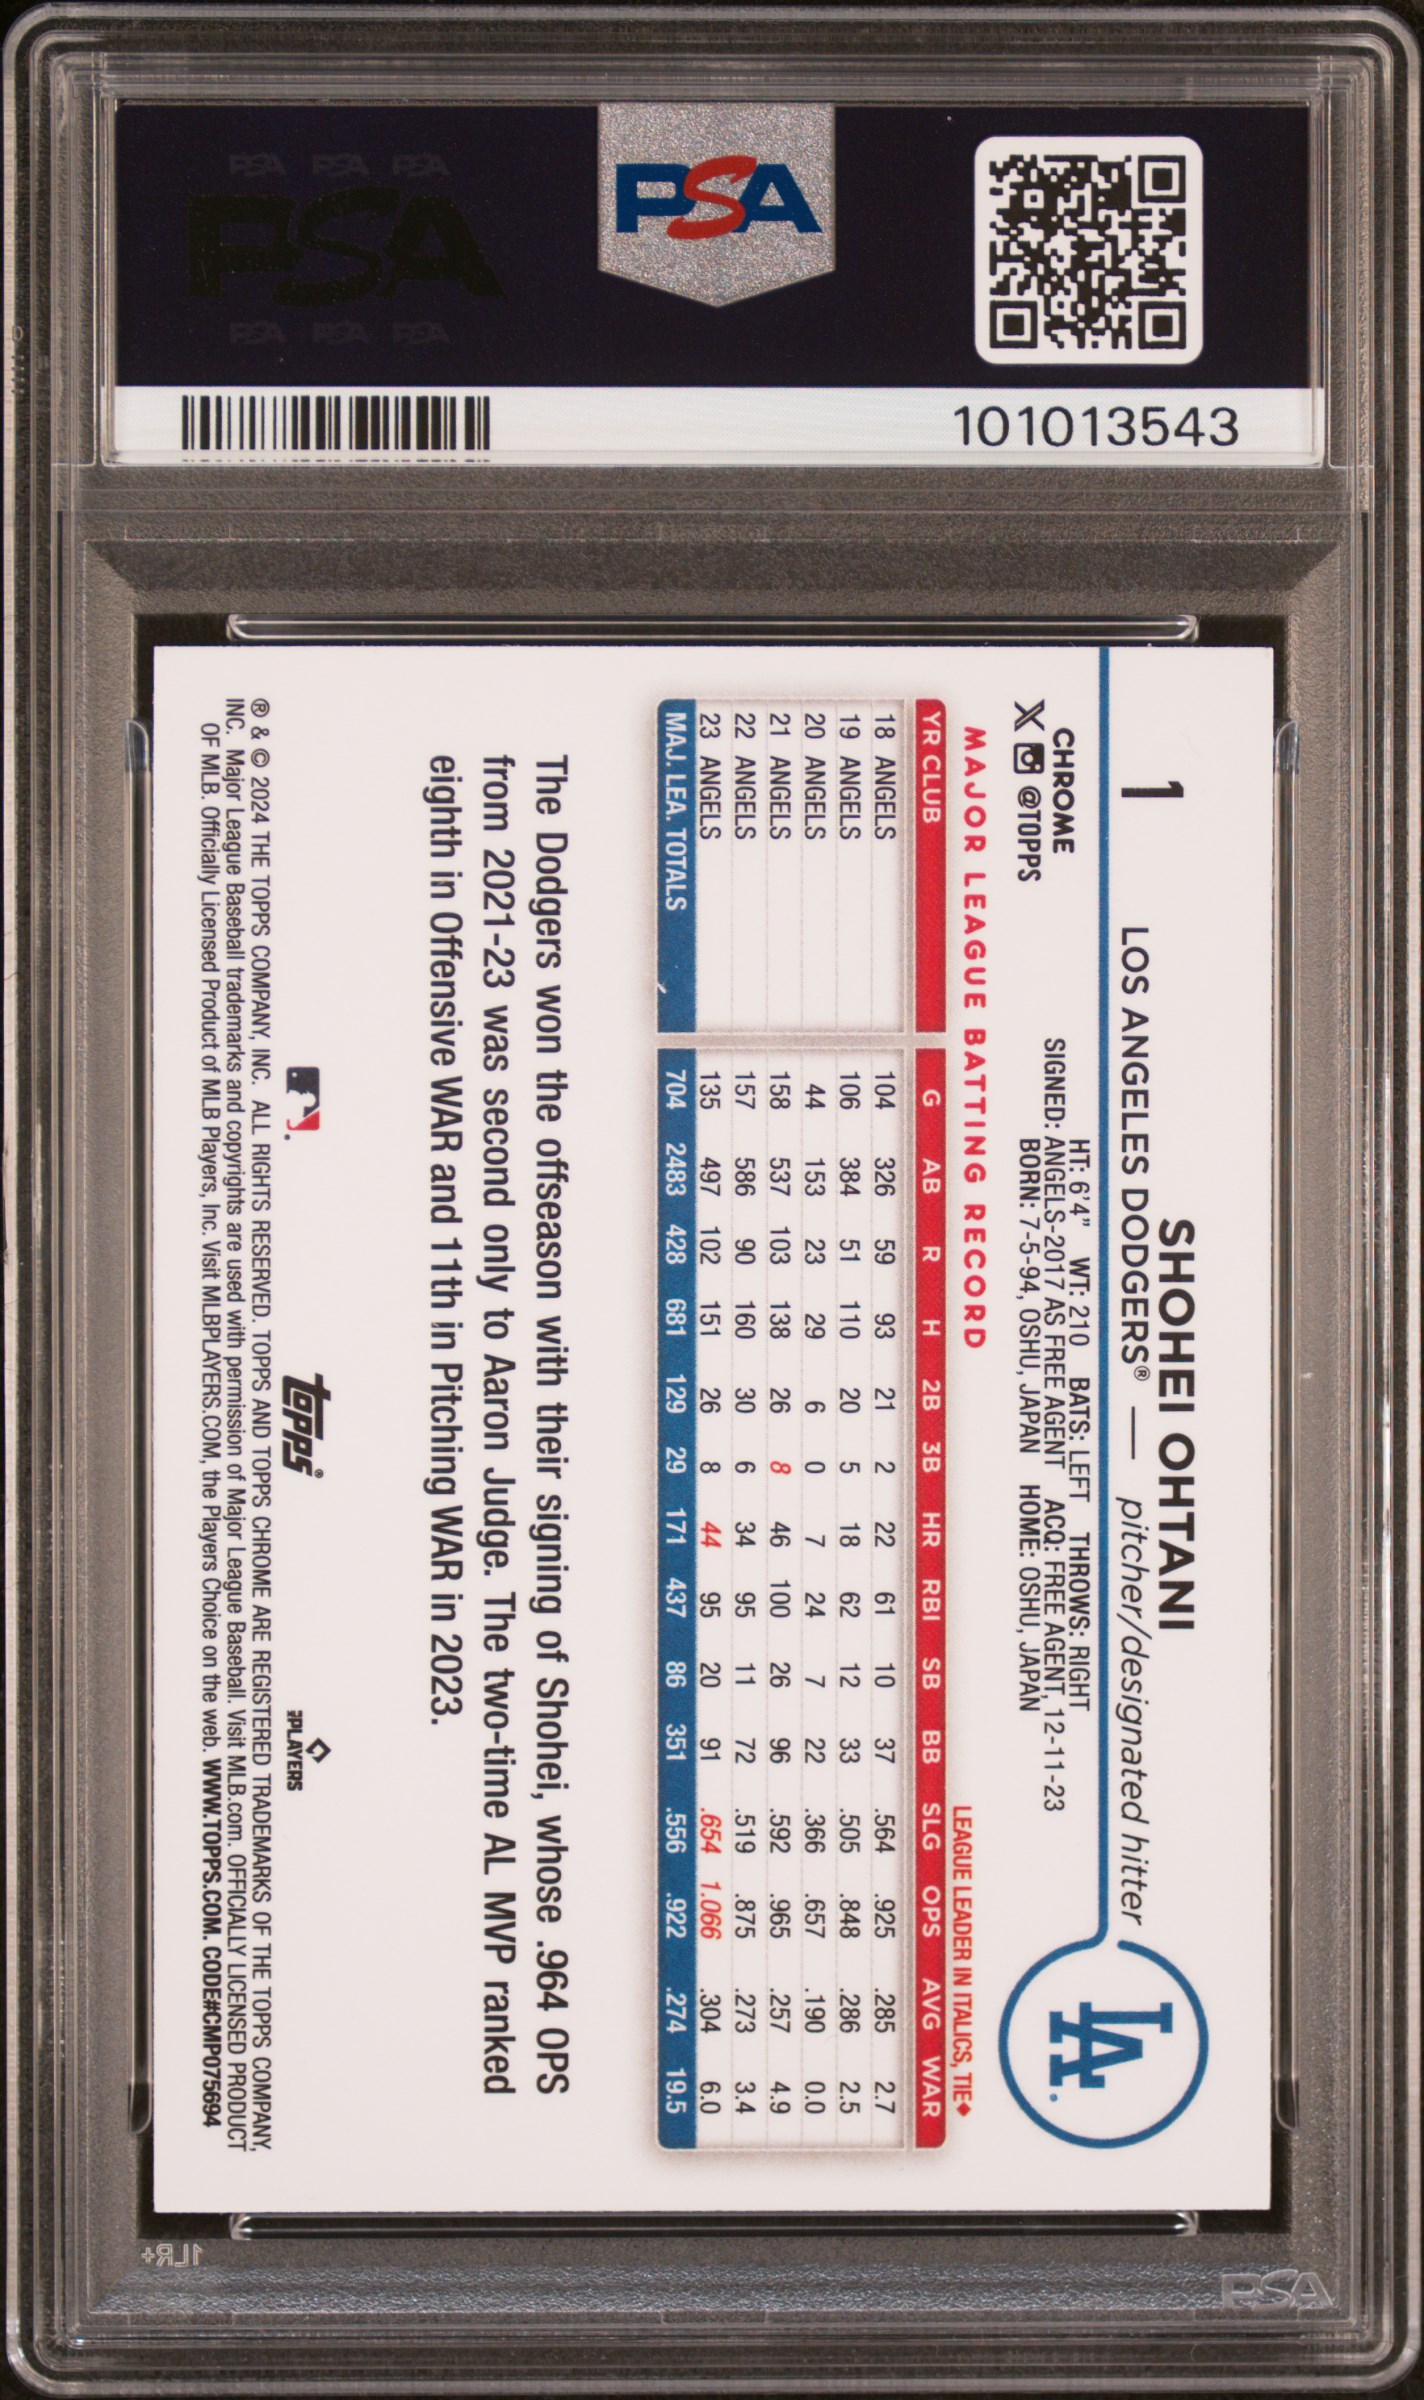 PSA PSA PSA
PSA
PSA PSA PSA
PSA
101013543
1
SHOHEI OHTANI
LOS ANGELES DODGERS® — pitcher/designated hitter
LA
CHROME
X @TOPPS
HT: 6'4" WT: 210 BATS: LEFT THROWS: RIGHT
SIGNED: ANGELS-2017 AS FREE AGENT ACQ: FREE AGENT, 12-11-23
BORN: 7-5-94, OSHU, JAPAN HOME: OSHU, JAPAN
MAJOR LEAGUE BATTING RECORD
LEAGUE LEADER IN ITALICS, TIE◆
YR CLUB G AB R H 2B 3B HR RBI SB BB SLG OPS AVG WAR
18 ANGELS 104 326 59 93 21 2 22 61 10 37 .564 .925 .285 2.7
19 ANGELS 106 384 51 110 20 5 18 62 12 33 .505 .848 .286 2.5
20 ANGELS 44 153 23 29 6 0 7 24 7 22 .366 .657 .190 0.0
21 ANGELS 158 537 103 138 26 8 46 100 26 96 .592 .965 .257 4.9
22 ANGELS 157 586 90 160 30 6 34 95 11 72 .519 .875 .273 3.4
23 ANGELS 135 497 102 151 26 8 44 95 20 91 .654 1.066 .304 6.0
MAJ. LEA. TOTALS 704 2483 428 681 129 29 171 437 86 351 .556 .922 .274 19.5
The Dodgers won the offseason with their signing of Shohei, whose .964 OPS
from 2021-23 was second only to Aaron Judge. The two-time AL MVP ranked
eighth in Offensive WAR and 11th in Pitching WAR in 2023.
topps®
PLAYERS
® & © 2024 THE TOPPS COMPANY, INC. ALL RIGHTS RESERVED. TOPPS AND TOPPS CHROME ARE REGISTERED TRADEMARKS OF THE TOPPS COMPANY,
INC. Major League Baseball trademarks and copyrights are used with permission of Major League Baseball. Visit MLB.com. OFFICIALLY LICENSED PRODUCT
OF MLB. Officially Licensed Product of MLB Players, Inc. Visit MLBPLAYERS.COM, the Players Choice on the web. WWW.TOPPS.COM. CODE#CMP075694
1LR+
PSA